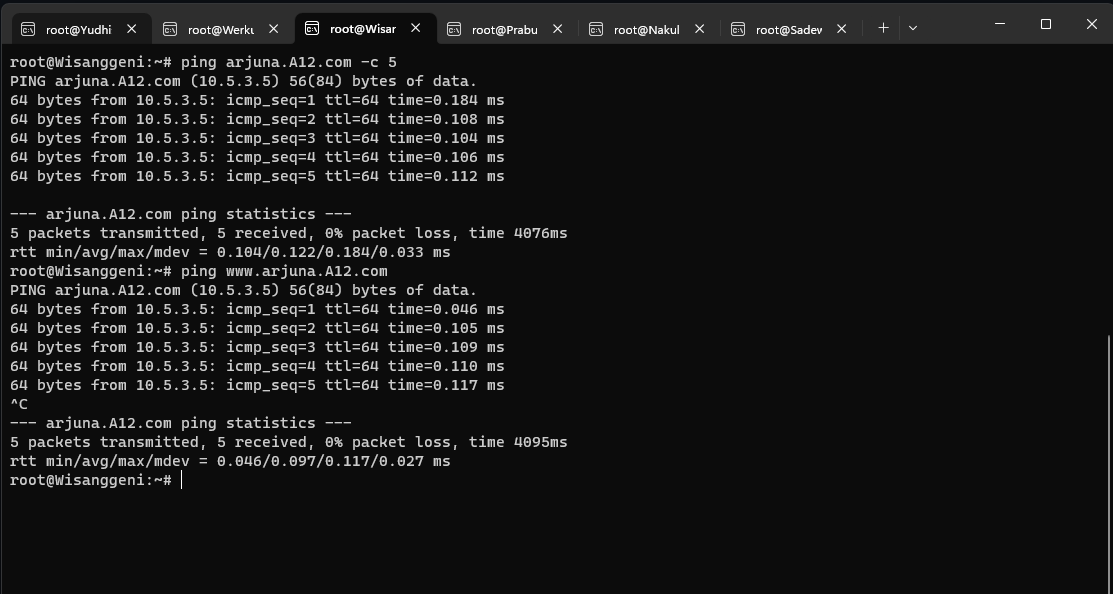 root@Yudhi root@Werku root@Wisar root@Prabu root@Nakul root@Sadew
root@Wisanggeni:~# ping arjuna.A12.com -c 5
PING arjuna.A12.com (10.5.3.5) 56(84) bytes of data.
64 bytes from 10.5.3.5: icmp_seq=1 ttl=64 time=0.184 ms
64 bytes from 10.5.3.5: icmp_seq=2 ttl=64 time=0.108 ms
64 bytes from 10.5.3.5: icmp_seq=3 ttl=64 time=0.104 ms
64 bytes from 10.5.3.5: icmp_seq=4 ttl=64 time=0.106 ms
64 bytes from 10.5.3.5: icmp_seq=5 ttl=64 time=0.112 ms
--- arjuna.A12.com ping statistics ---
5 packets transmitted, 5 received, 0% packet loss, time 4076ms
rtt min/avg/max/mdev = 0.104/0.122/0.184/0.033 ms
root@Wisanggeni:~# ping www.arjuna.A12.com
PING arjuna.A12.com (10.5.3.5) 56(84) bytes of data.
64 bytes from 10.5.3.5: icmp_seq=1 ttl=64 time=0.046 ms
64 bytes from 10.5.3.5: icmp_seq=2 ttl=64 time=0.105 ms
64 bytes from 10.5.3.5: icmp_seq=3 ttl=64 time=0.109 ms
64 bytes from 10.5.3.5: icmp_seq=4 ttl=64 time=0.110 ms
64 bytes from 10.5.3.5: icmp_seq=5 ttl=64 time=0.117 ms
^C
--- arjuna.A12.com ping statistics ---
5 packets transmitted, 5 received, 0% packet loss, time 4095ms
rtt min/avg/max/mdev = 0.046/0.097/0.117/0.027 ms
root@Wisanggeni:~#